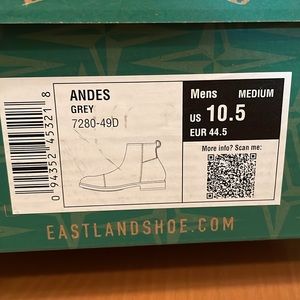 ANDES
GREY
7280-49D
Mens MEDIUM
US 10.5
EUR 44.5
More info? Scan me:
0 94352 45321 8
EASTLANDSHOE.COM